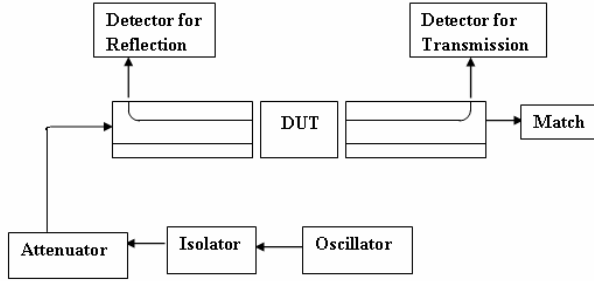 Detector for
Reflection
Detector for
Transmission
DUT
Match
Attenuator
Isolator
Oscillator